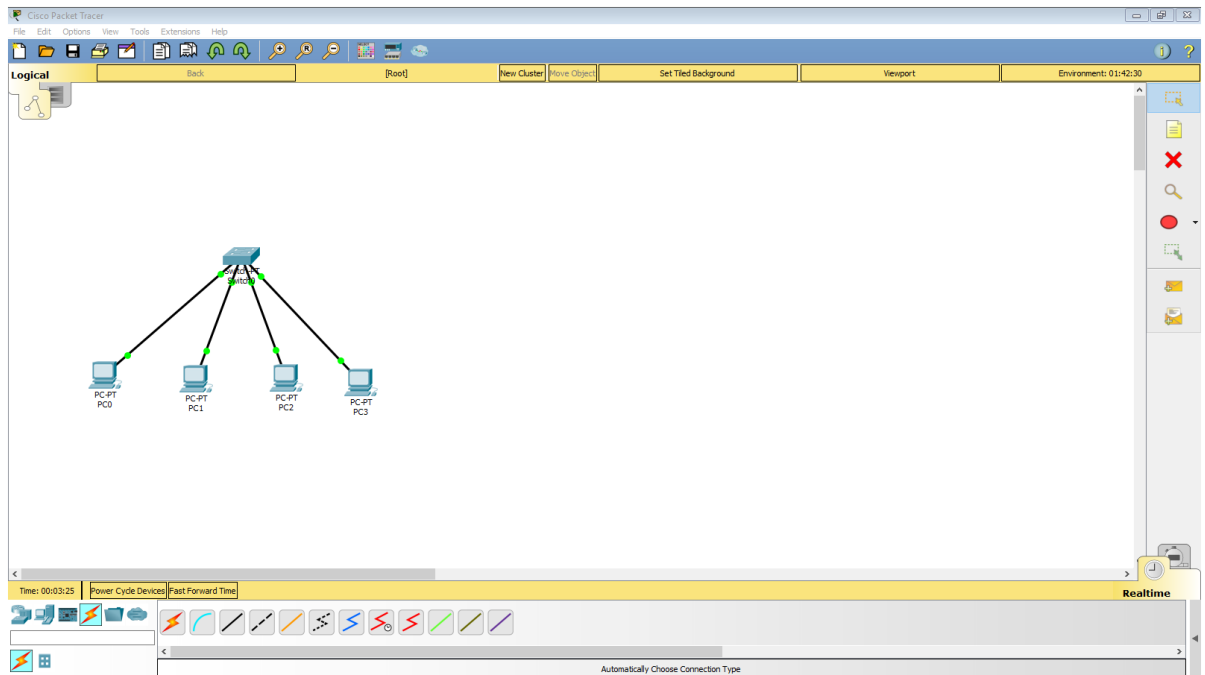 Cisco Packet Tracer
File Edit Options View Tools Extensions Help
Logical
Back
[Root]
New Cluster
Move Object
Set Tiled Background
Viewport
Environment: 01:42:30
Switch-PT
Switch0
PC-PT
PC0
PC-PT
PC1
PC-PT
PC2
PC-PT
PC3
Time: 00:03:25
Power Cycle Devices
Fast Forward Time
Realtime
Automatically Choose Connection Type